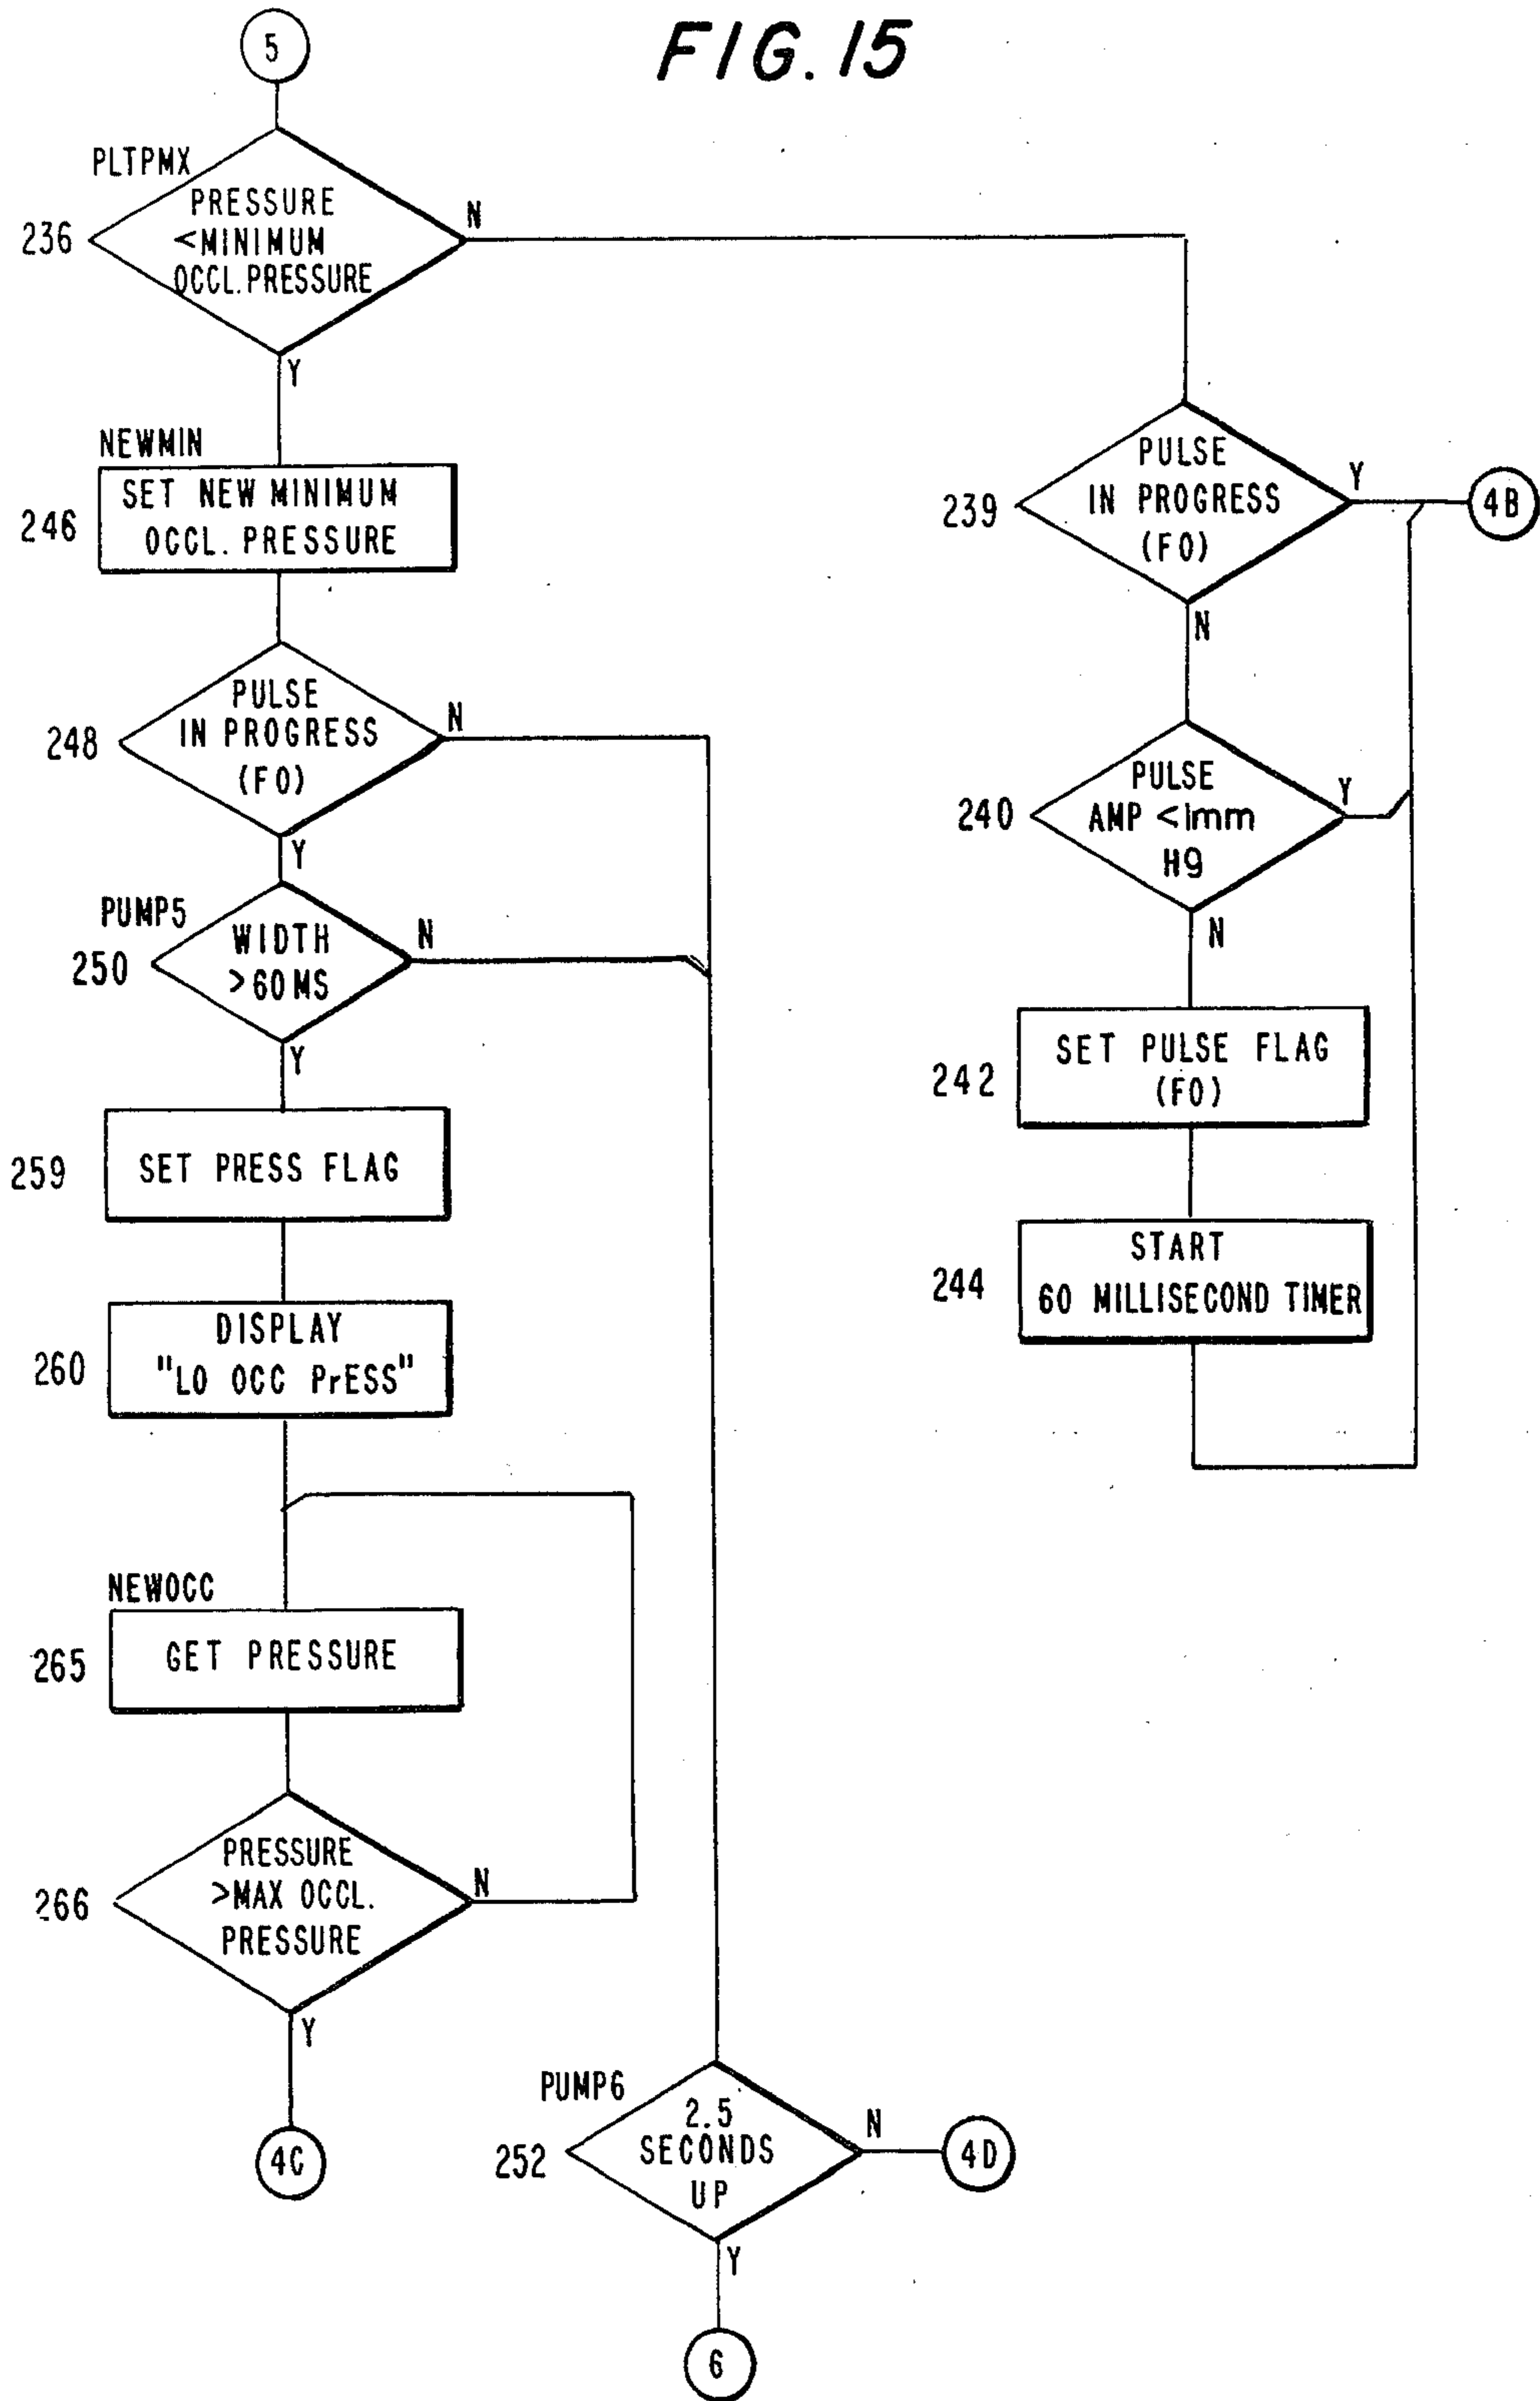 FIG. 15
5
PLTPMX
PRESSURE
<MINIMUM
OCCL. PRESSURE
236
N
Y
NEWMIN
SET NEW MINIMUM
OCCL. PRESSURE
246
PULSE
IN PROGRESS
(F0)
239
Y
4B
N
PULSE
IN PROGRESS
(F0)
248
N
Y
PULSE
AMP <1mm
Hg
240
Y
N
PUMP5
WIDTH
>60MS
250
N
Y
SET PULSE FLAG
(F0)
242
SET PRESS FLAG
259
START
60 MILLISECOND TIMER
244
DISPLAY
"LO OCC PrESS"
260
NEWOCC
GET PRESSURE
265
PRESSURE
>MAX OCCL.
PRESSURE
266
N
Y
4C
PUMP6
2.5
SECONDS
UP
252
N
4D
Y
6